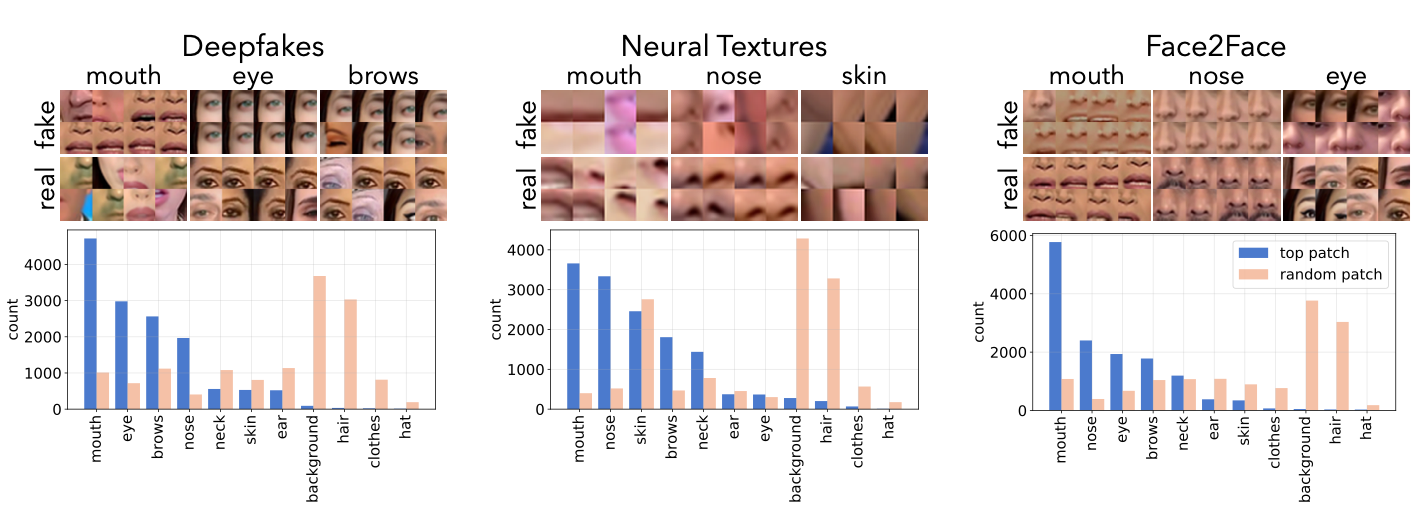 Deepfakes
mouth eye brows
fake
real
count
4000
3000
2000
1000
0
mouth
eye
brows
nose
neck
skin
ear
background
hair
clothes
hat
Neural Textures
mouth nose skin
fake
real
count
4000
3000
2000
1000
0
mouth
nose
skin
brows
neck
ear
eye
background
hair
clothes
hat
Face2Face
mouth nose eye
fake
real
count
6000
4000
2000
0
top patch
random patch
mouth
nose
eye
brows
neck
ear
skin
clothes
background
hair
hat